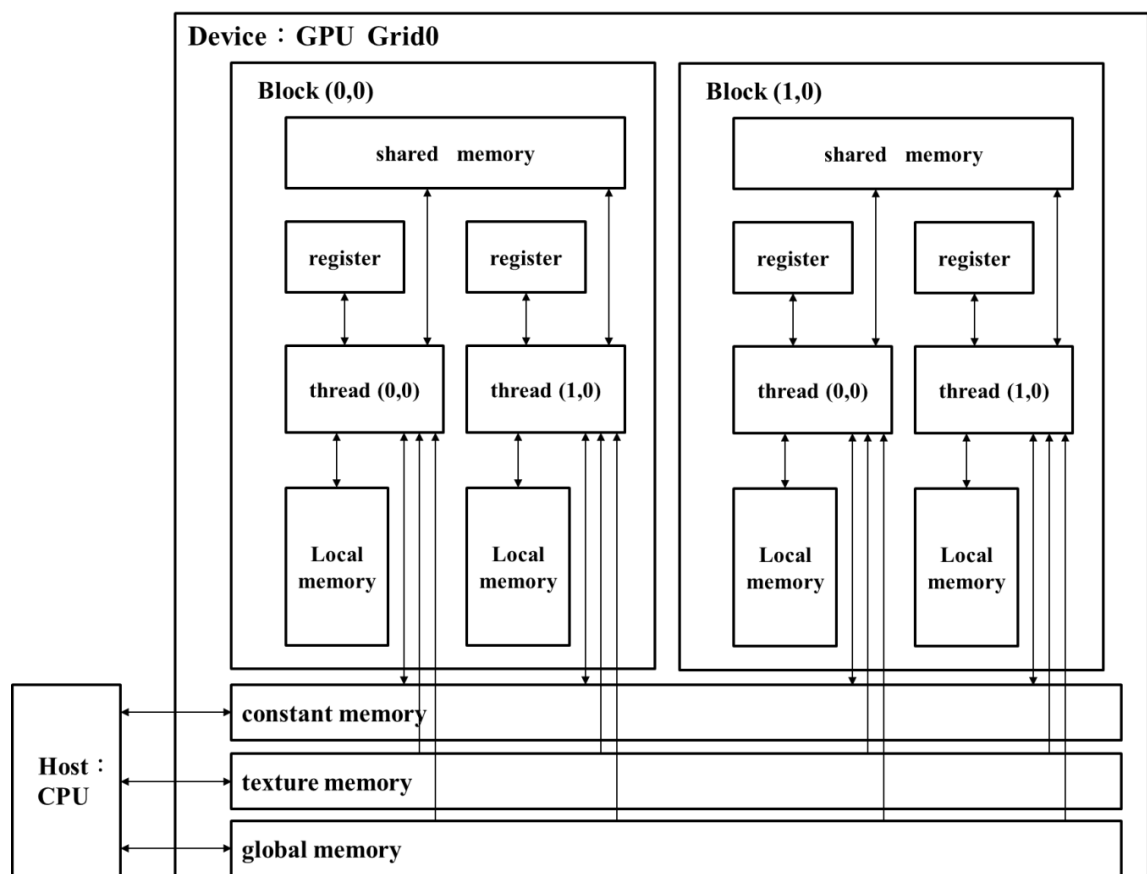 Device：GPU Grid0
Block (0,0)
shared memory
register
register
thread (0,0)
thread (1,0)
Local
memory
Local
memory
Block (1,0)
shared memory
register
register
thread (0,0)
thread (1,0)
Local
memory
Local
memory
Host：
CPU
constant memory
texture memory
global memory